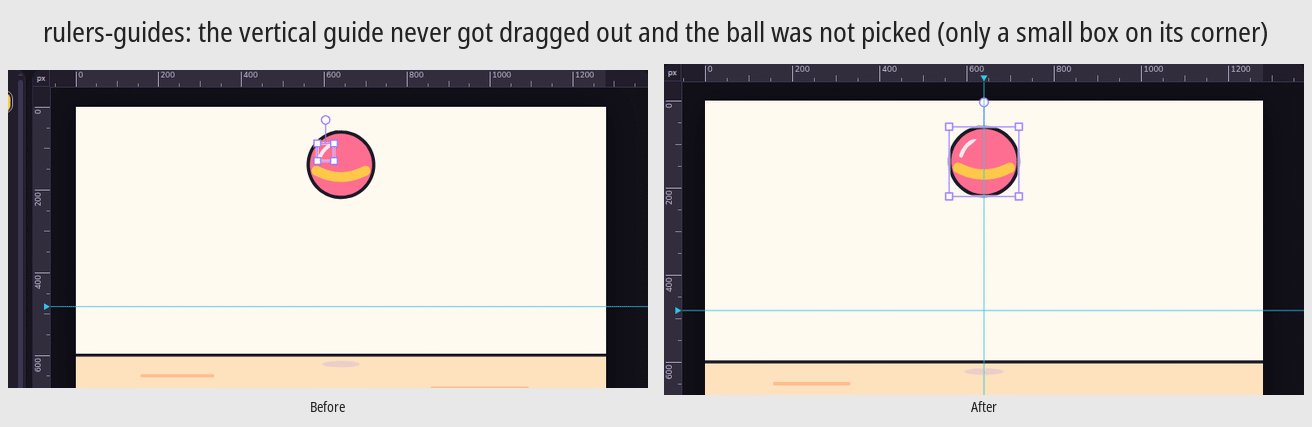 rulers-guides: the vertical guide never got dragged out and the ball was not picked (only a small box on its corner)
px 0 200 400 600 800 1000 1200
0
200
400
600
px 0 200 400 600 800 1000 1200
0
200
400
600
Before
After